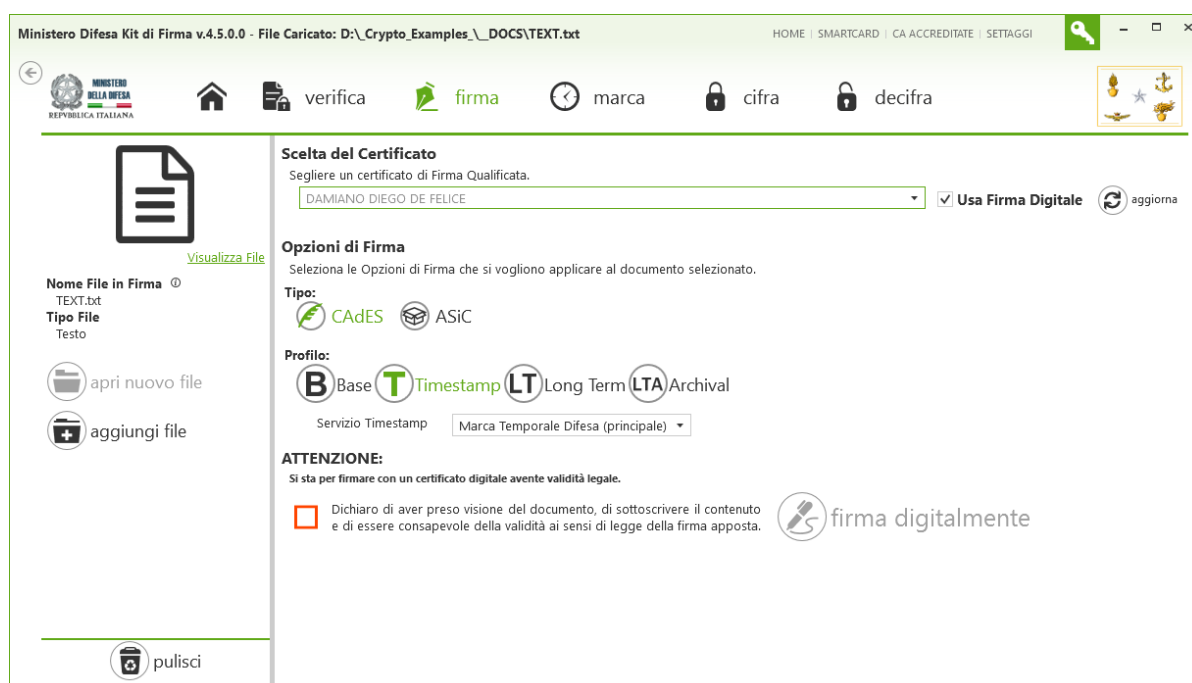 Ministero Difesa Kit di Firma v.4.5.0.0 - File Caricato: D:\_Crypto_Examples_\__DOCS\TEXT.txt
HOME | SMARTCARD | CA ACCREDITATE | SETTAGGI
MINISTERO
DELLA DIFESA
REPVBBLICA ITALIANA
verifica
firma
marca
cifra
decifra
Visualizza File
Nome File in Firma
TEXT.txt
Tipo File
Testo
apri nuovo file
aggiungi file
pulisci
Scelta del Certificato
Segliere un certificato di Firma Qualificata.
DAMIANO DIEGO DE FELICE
Usa Firma Digitale
aggiorna
Opzioni di Firma
Seleziona le Opzioni di Firma che si vogliono applicare al documento selezionato.
Tipo:
CAdES ASiC
Profilo:
B Base T Timestamp LT Long Term LTA Archival
Servizio Timestamp Marca Temporale Difesa (principale)
ATTENZIONE:
Si sta per firmare con un certificato digitale avente validità legale.
Dichiaro di aver preso visione del documento, di sottoscrivere il contenuto
e di essere consapevole della validità ai sensi di legge della firma apposta.
firma digitalmente